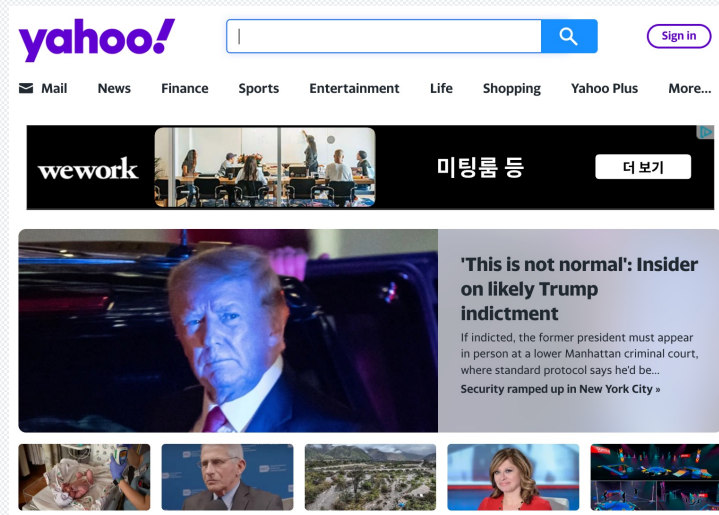 yahoo!
Sign in
Mail News Finance Sports Entertainment Life Shopping Yahoo Plus More...
wework 미팅룸 등 더 보기
'This is not normal': Insider
on likely Trump
indictment
If indicted, the former president must appear
in person at a lower Manhattan criminal court,
where standard protocol says he'd be...
Security ramped up in New York City »